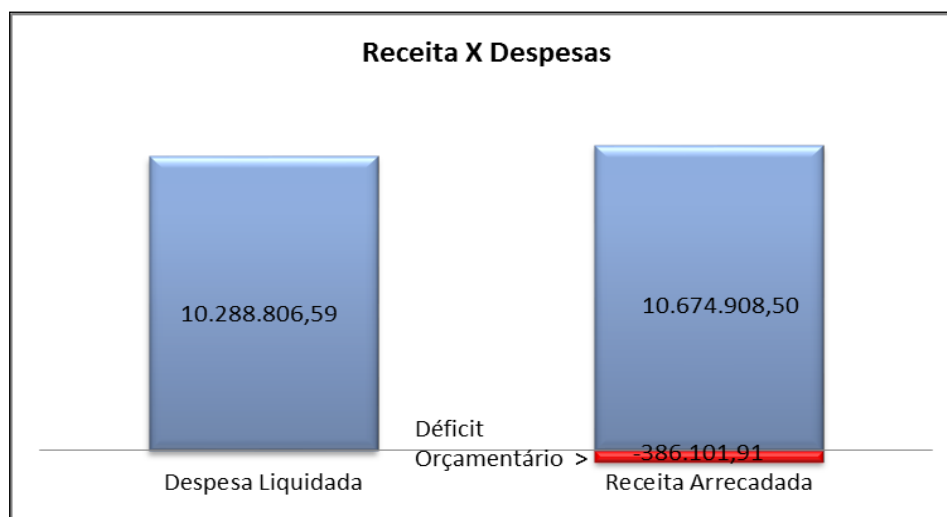 Receita X Despesas
10.288.806,59
10.674.908,50
Déficit
Orçamentário >
-386.101,91
Despesa Liquidada
Receita Arrecadada